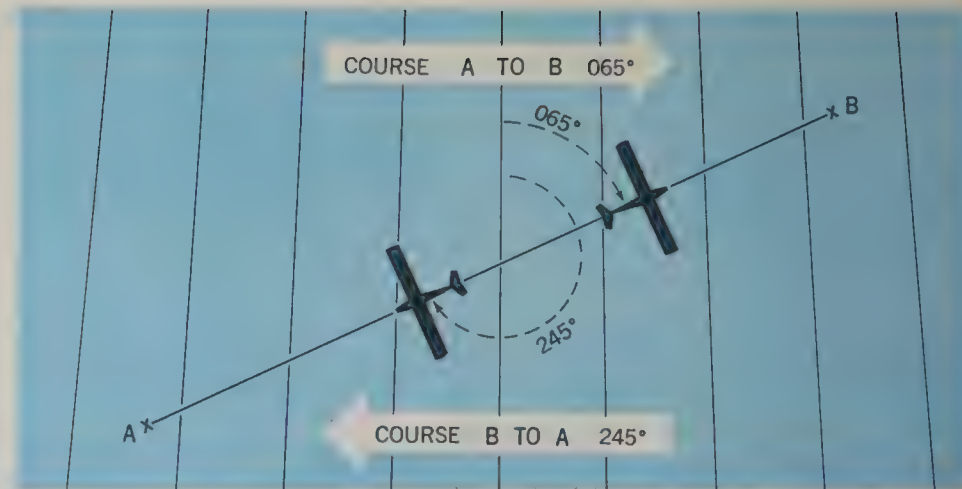 COURSE A TO B 065°
065°
B
245°
A
COURSE B TO A 245°